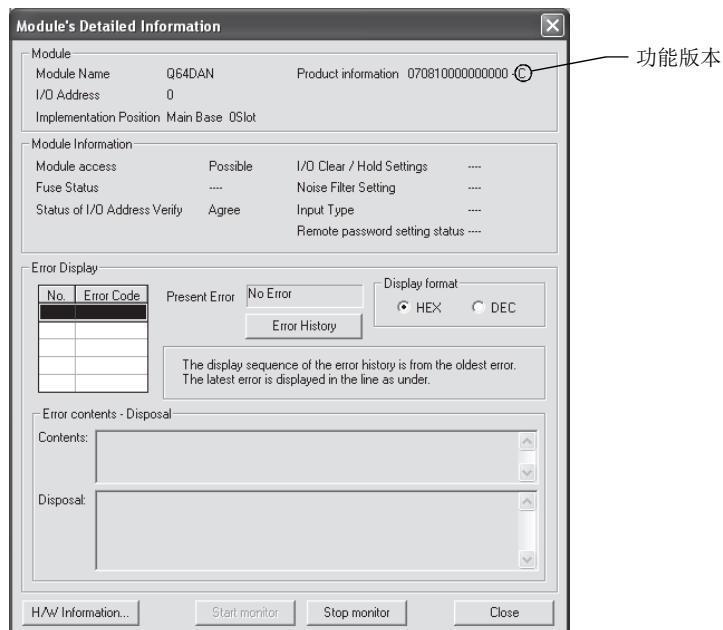 Module's Detailed Information
功能版本
Module
Module Name Q64DAN Product information 070810000000000 -C
I/O Address 0
Implementation Position Main Base 0Slot
Module Information
Module access Possible I/O Clear / Hold Settings ----
Fuse Status ---- Noise Filter Setting ----
Status of I/O Address Verify Agree Input Type ----
Remote password setting status ----
Error Display
No. Error Code
Present Error No Error
Error History
Display format
HEX DEC
The display sequence of the error history is from the oldest error.
The latest error is displayed in the line as under.
Error contents - Disposal
Contents:
Disposal:
H/W Information... Start monitor Stop monitor Close